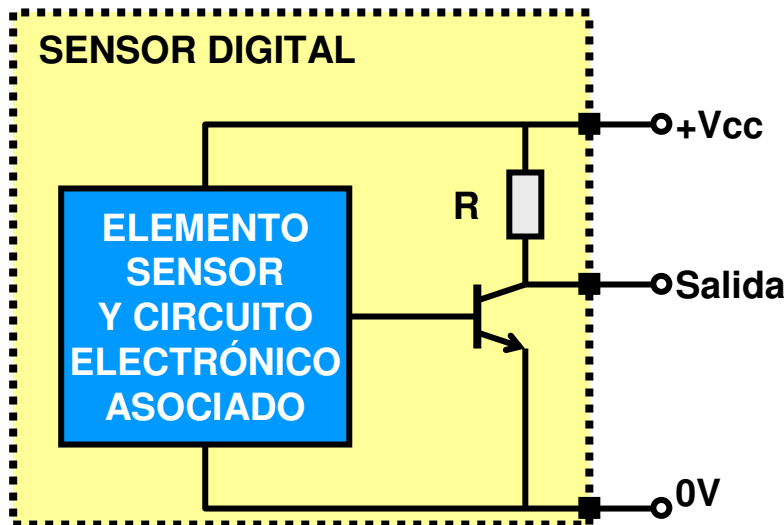 SENSOR DIGITAL
+Vcc
R
ELEMENTO
SENSOR
Y CIRCUITO
ELECTRÓNICO
ASOCIADO
Salida
0V